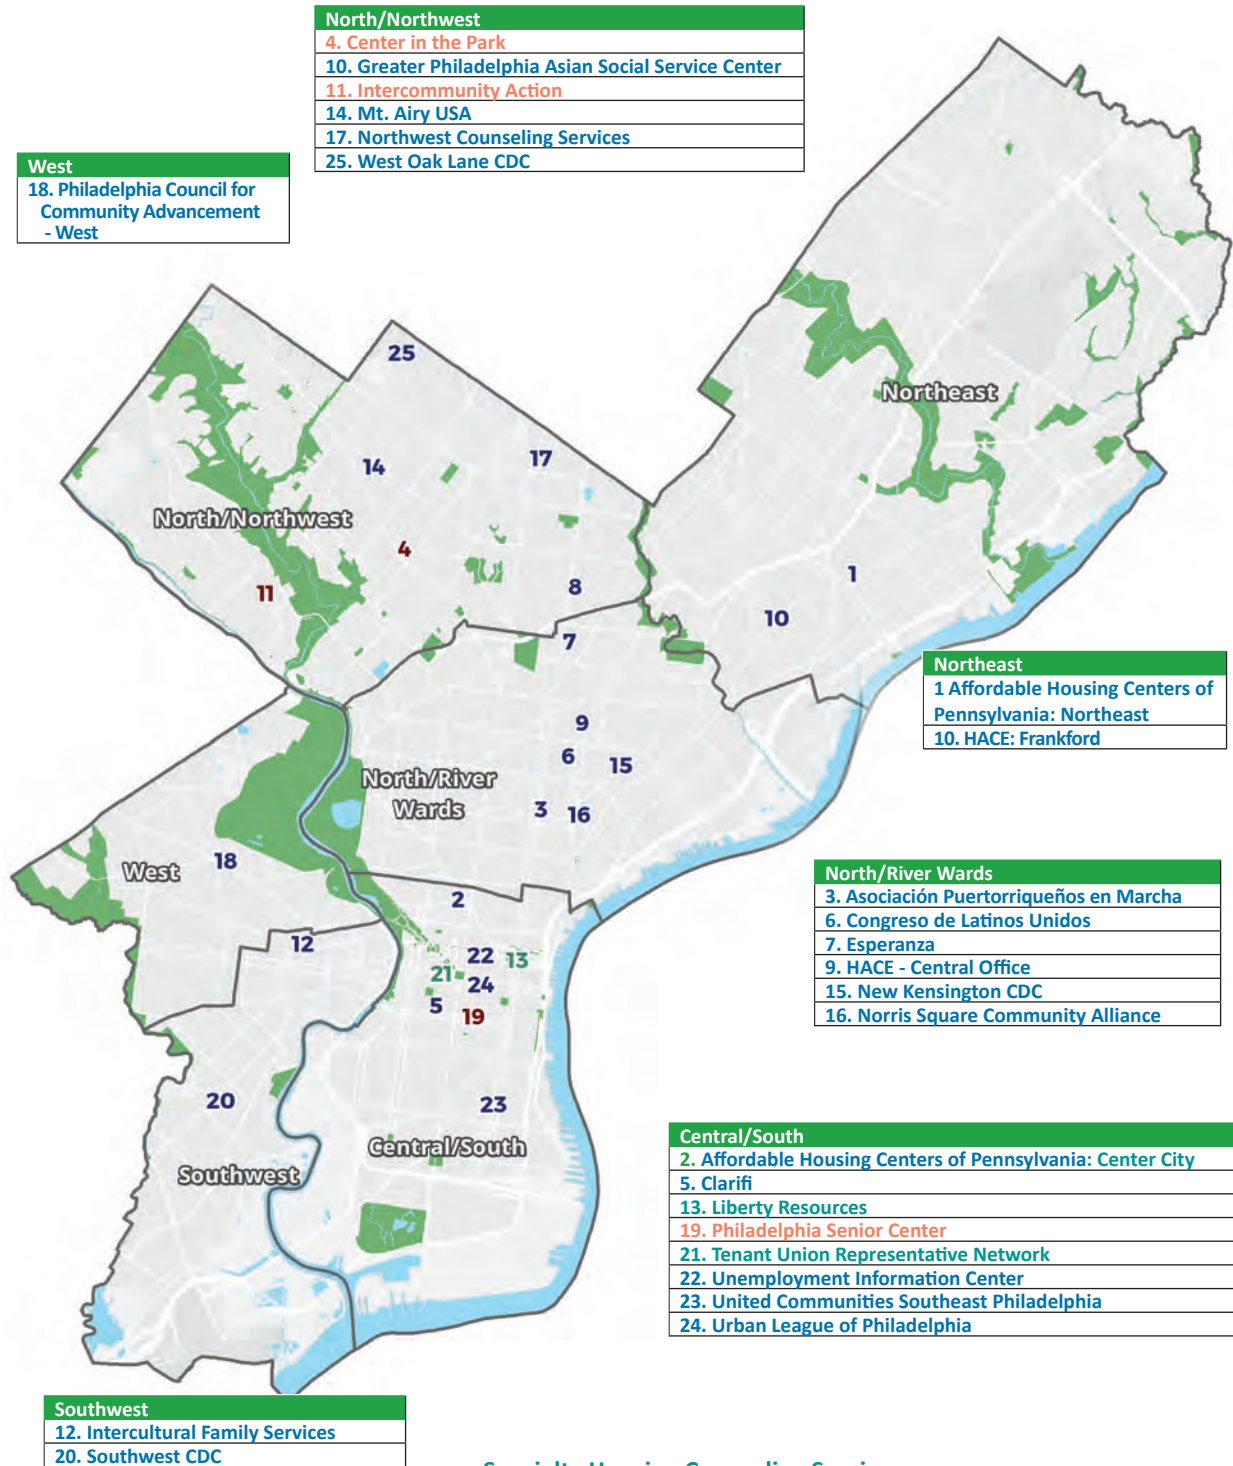 North/Northwest
4. Center in the Park
10. Greater Philadelphia Asian Social Service Center
11. Intercommunity Action
14. Mt. Airy USA
17. Northwest Counseling Services
25. West Oak Lane CDC
West
18. Philadelphia Council for
Community Advancement
- West
25
Northeast
14
17
North/Northwest
4
11
8
1
10
7
Northeast
1 Affordable Housing Centers of
Pennsylvania: Northeast
10. HACE: Frankford
9
6
15
North/River
Wards
3
16
West
18
North/River Wards
3. Asociación Puertorriqueños en Marcha
6. Congreso de Latinos Unidos
7. Esperanza
9. HACE - Central Office
15. New Kensington CDC
16. Norris Square Community Alliance
2
12
22
13
21
24
5
19
20
23
Central/South
Southwest
Central/South
2. Affordable Housing Centers of Pennsylvania: Center City
5. Clarifi
13. Liberty Resources
19. Philadelphia Senior Center
21. Tenant Union Representative Network
22. Unemployment Information Center
23. United Communities Southeast Philadelphia
24. Urban League of Philadelphia
Southwest
12. Intercultural Family Services
20. Southwest CDC